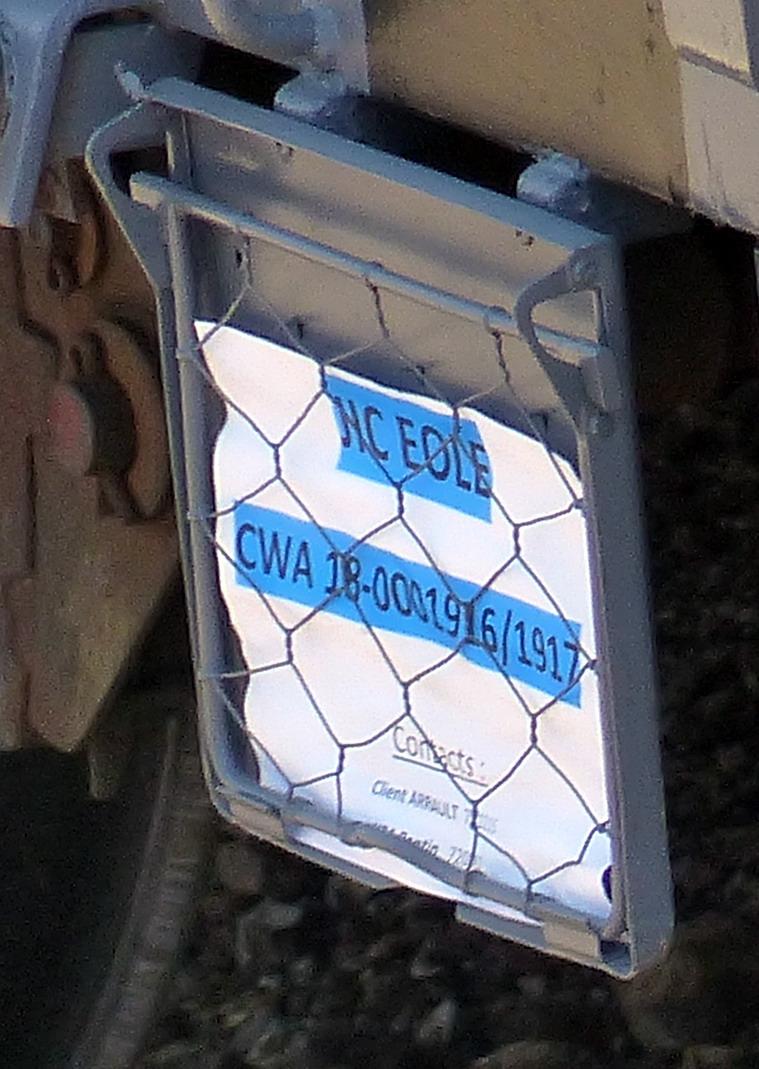 NC EOLE
CWA 18-0001916/1917
Contacts :
Client ARRAULT